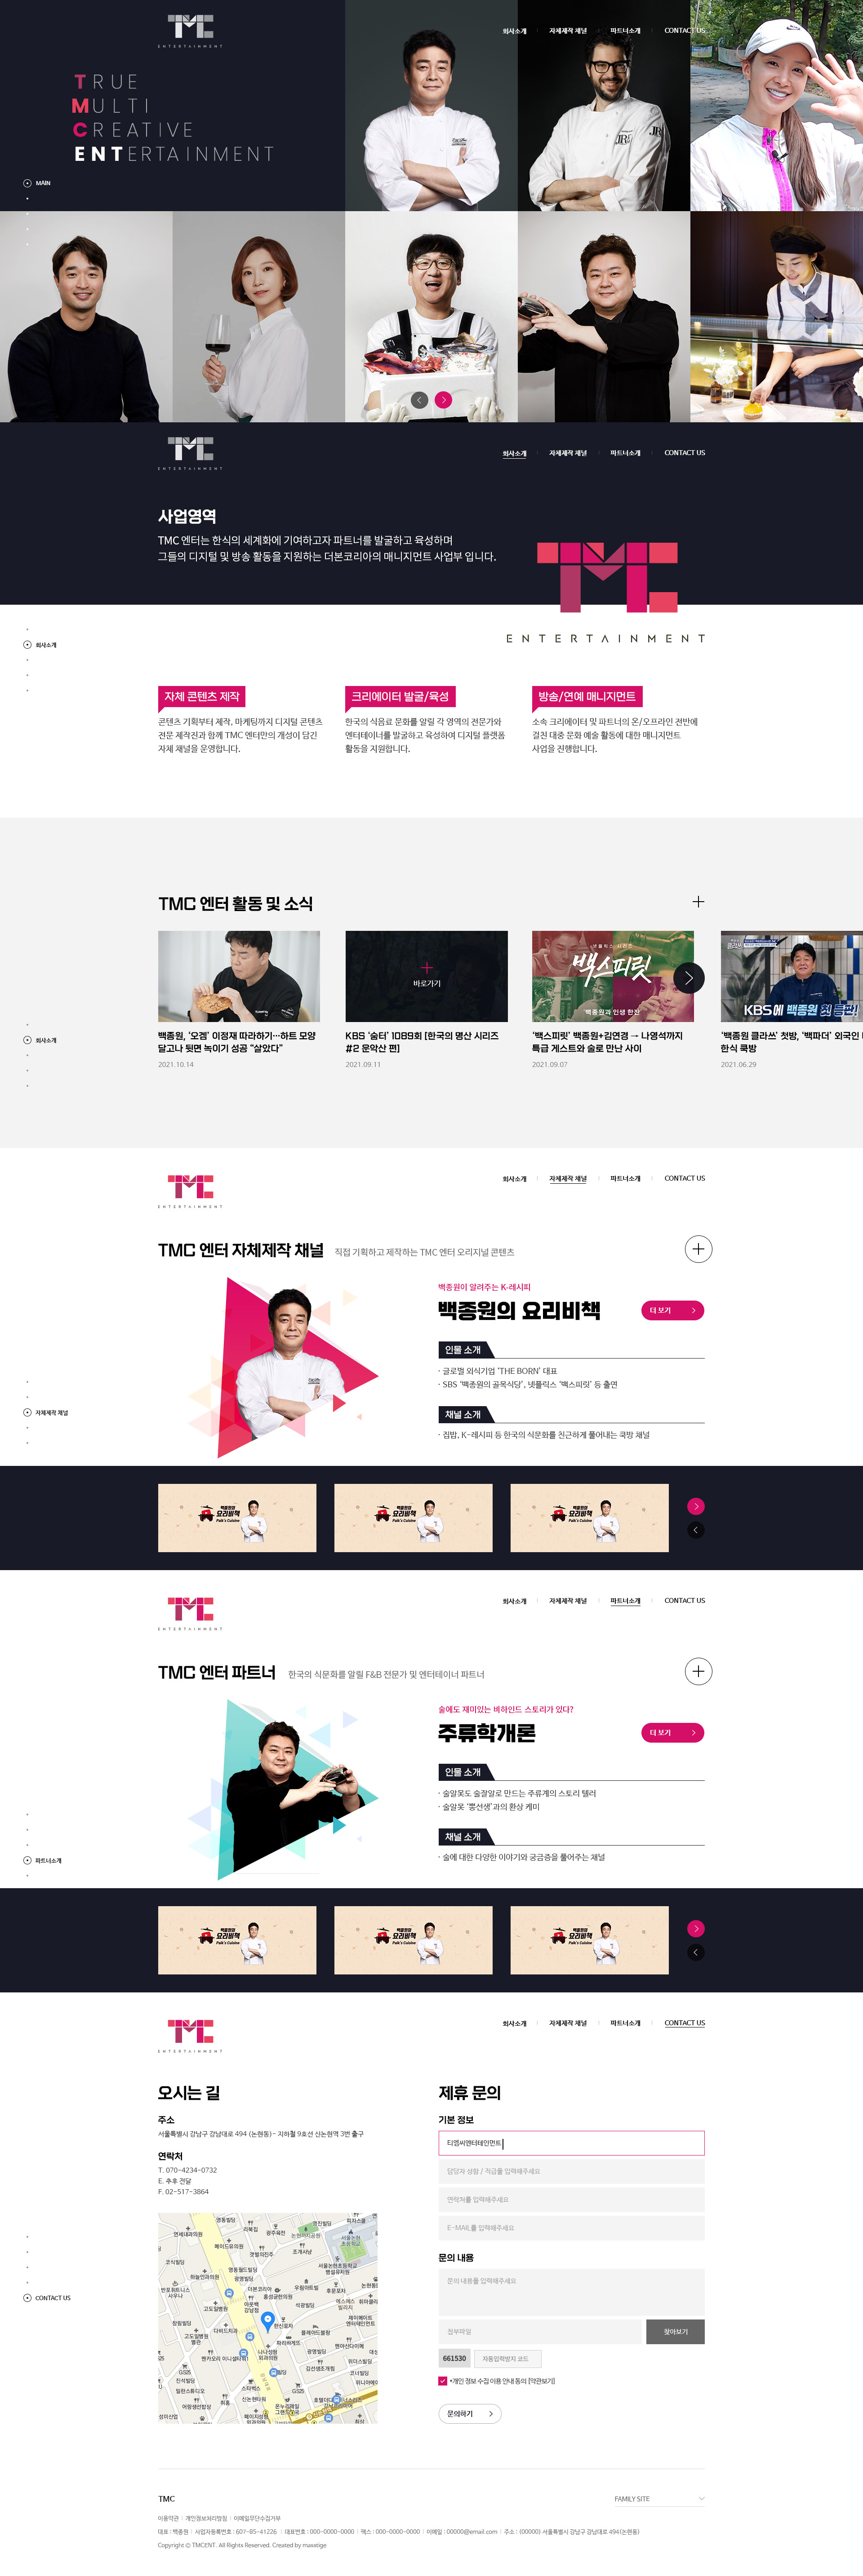 TMC
ENTERTAINMENT
회사소개
자체제작 채널
파트너소개
CONTACT US
TRUE
MULTI
CREATIVE
ENTERTAINMENT
MAIN
TMC
ENTERTAINMENT
회사소개
자체제작 채널
파트너소개
CONTACT US
사업영역
TMC 엔터는 한식의 세계화에 기여하고자 파트너를 발굴하고 육성하며
그들의 디지털 및 방송 활동을 지원하는 더본코리아의 매니지먼트 사업부 입니다.
TMC
ENTERTAINMENT
회사소개
자체 콘텐츠 제작
콘텐츠 기획부터 제작, 마케팅까지 디지털 콘텐츠
전문 제작진과 함께 TMC 엔터만의 개성이 담긴
자체 채널을 운영합니다.
크리에이터 발굴/육성
한국의 식음료 문화를 알릴 각 영역의 전문가와
엔터테이너를 발굴하고 육성하여 디지털 플랫폼
활동을 지원합니다.
방송/연예 매니지먼트
소속 크리에이터 및 파트너의 온/오프라인 전반에
걸친 대중 문화 예술 활동에 대한 매니지먼트
사업을 진행합니다.
TMC 엔터 활동 및 소식
바로가기
넷플릭스 시리즈
백스피릿
백종원과 인생 한잔
KBS에 백종원 첫 등판!
회사소개
백종원, ‘오겜’ 이정재 따라하기…하트 모양
달고나 뒷면 녹이기 성공 “살았다”
2021.10.14
KBS ‘숨터’ 1089회 [한국의 명산 시리즈
#2 운악산 편]
2021.09.11
‘백스피릿’ 백종원+김연경 → 나영석까지
특급 게스트와 술로 만난 사이
2021.09.07
‘백종원 클라쓰’ 첫방, ‘백파더’ 외국인
한식 쿡방
2021.06.29
TMC
ENTERTAINMENT
회사소개
자체제작 채널
파트너소개
CONTACT US
TMC 엔터 자체제작 채널
직접 기획하고 제작하는 TMC 엔터 오리지널 콘텐츠
백종원이 알려주는 K-레시피
백종원의 요리비책
더 보기
인물 소개
· 글로벌 외식기업 ‘THE BORN’ 대표
· SBS ‘백종원의 골목식당’, 넷플릭스 ‘백스피릿’ 등 출연
채널 소개
· 집밥, K-레시피 등 한국의 식문화를 친근하게 풀어내는 쿡방 채널
자체제작 채널
백종원의
요리비책
Paik's Cuisine
백종원의
요리비책
Paik's Cuisine
백종원의
요리비책
Paik's Cuisine
TMC
ENTERTAINMENT
회사소개
자체제작 채널
파트너소개
CONTACT US
TMC 엔터 파트너
한국의 식문화를 알릴 F&B 전문가 및 엔터테이너 파트너
술에도 재미있는 비하인드 스토리가 있다?
주류학개론
더 보기
인물 소개
· 술알못도 술잘알로 만드는 주류계의 스토리 텔러
· 술알못 ‘뽕선생’과의 환상 케미
채널 소개
· 술에 대한 다양한 이야기와 궁금증을 풀어주는 채널
파트너소개
백종원의
요리비책
Paik's Cuisine
백종원의
요리비책
Paik's Cuisine
백종원의
요리비책
Paik's Cuisine
TMC
ENTERTAINMENT
회사소개
자체제작 채널
파트너소개
CONTACT US
오시는 길
주소
서울특별시 강남구 강남대로 494 (논현동)- 지하철 9호선 신논현역 3번 출구
연락처
T. 070-4234-0732
E. 추후 전달
F. 02-517-3864
제휴 문의
기본 정보
티엠씨엔터테인먼트
담당자 성함 / 직급을 입력해주세요
연락처를 입력해주세요
E-MAIL를 입력해주세요
문의 내용
문의 내용을 입력해주세요
첨부파일
찾아보기
661530
자동입력방지 코드
*개인 정보 수집 이용 안내 동의 [약관보기]
문의하기
CONTACT US
TMC
FAMILY SITE
이용약관 | 개인정보처리방침 | 이메일무단수집거부
대표 : 백종원 | 사업자등록번호 : 607-85-41226 | 대표번호 : 000-0000-0000 | 팩스 : 000-0000-0000 | 이메일 : 00000@email.com | 주소 : (00000) 서울특별시 강남구 강남대로 494(논현동)
Copyright © TMCENT. All Rights Reserved. Created by maxetige